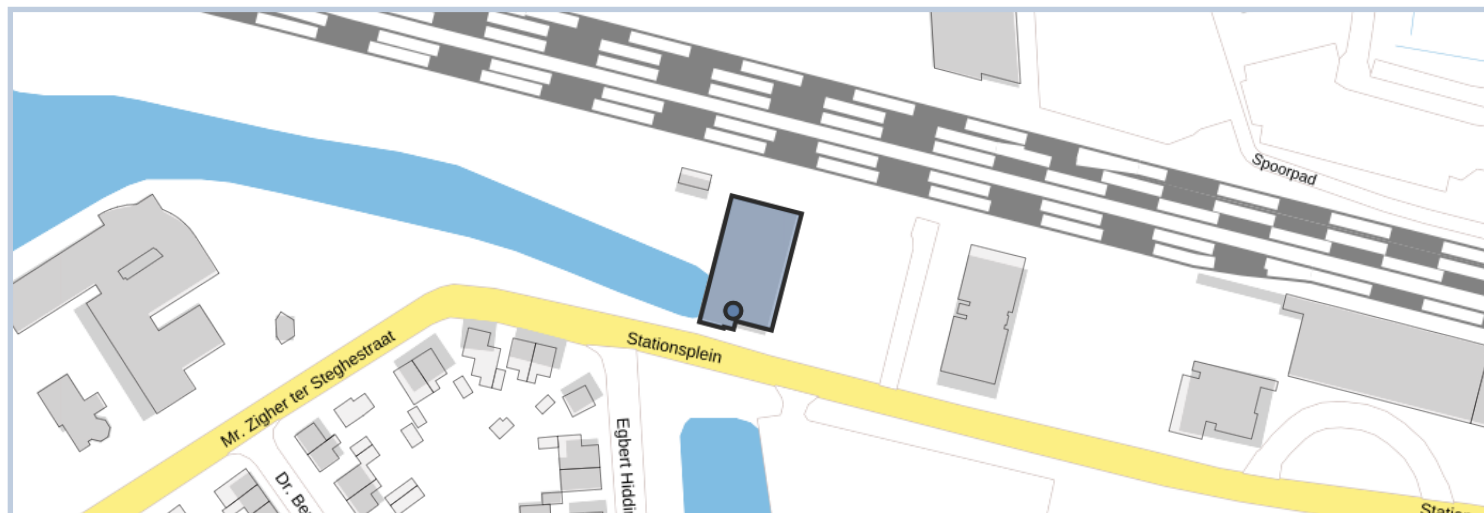 Spoorpad
Stationsplein
Mr. Zigher ter Steghestraat
Egbert Hiddi
Dr. Be
Station